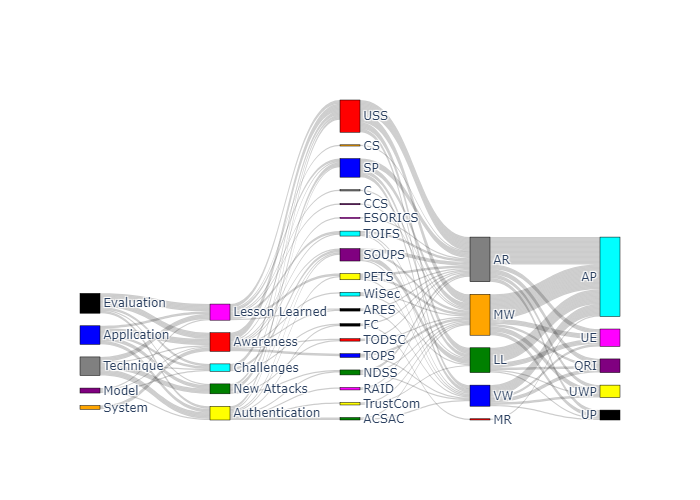 Evaluation
Application
Technique
Model
System
Lesson Learned
Awareness
Challenges
New Attacks
Authentication
USS
CS
SP
C
CCS
ESORICS
TOIFS
SOUPS
PETS
WiSec
ARES
FC
TODSC
TOPS
NDSS
RAID
TrustCom
ACSAC
AR
MW
LL
VW
MR
AP
UE
QRI
UWP
UP